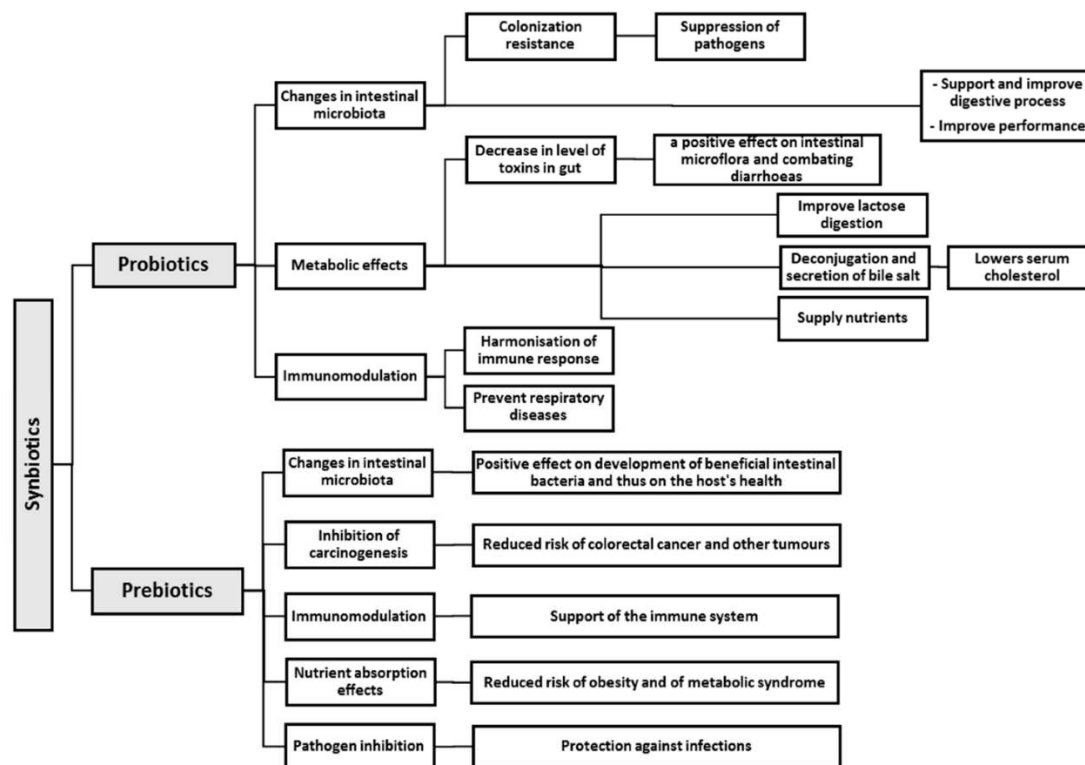 Synbiotics
Probiotics
Changes in intestinal
microbiota
Colonization
resistance
Suppression of
pathogens
- Support and improve
digestive process
- Improve performance
Metabolic effects
Decrease in level of
toxins in gut
a positive effect on intestinal
microflora and combating
diarrhoeas
Improve lactose
digestion
Deconjugation and
secretion of bile salt
Lowers serum
cholesterol
Supply nutrients
Immunomodulation
Harmonisation of
immune response
Prevent respiratory
diseases
Prebiotics
Changes in intestinal
microbiota
Positive effect on development of beneficial intestinal
bacteria and thus on the host's health
Inhibition of
carcinogenesis
Reduced risk of colorectal cancer and other tumours
Immunomodulation
Support of the immune system
Nutrient absorption
effects
Reduced risk of obesity and of metabolic syndrome
Pathogen inhibition
Protection against infections